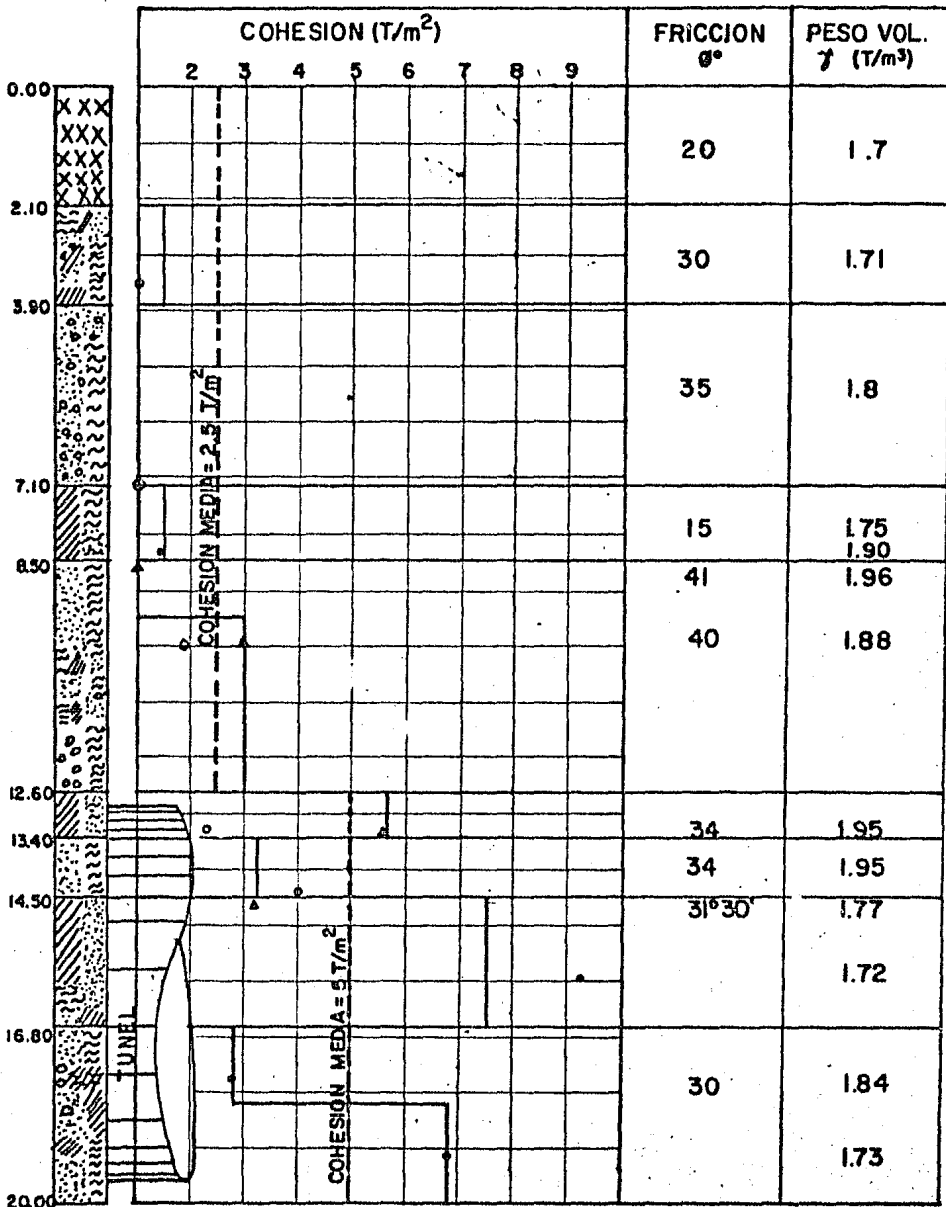 COHESION (T/m²)
FRICCION
PESO VOL.
ø°
γ (T/m³)
2 3 4 5 6 7 8 9
0.00
20 1.7
2.10
30 1.71
3.90
35 1.8
COHESION MEDIA = 2.5 T/m²
7.10
15 1.75
1.90
8.50
41 1.96
40 1.88
12.60
34 1.95
13.40
34 1.95
14.50
31°30' 1.77
1.72
COHESION MEDIA = 5 T/m²
TUNEL
16.80
30 1.84
1.73
20.00